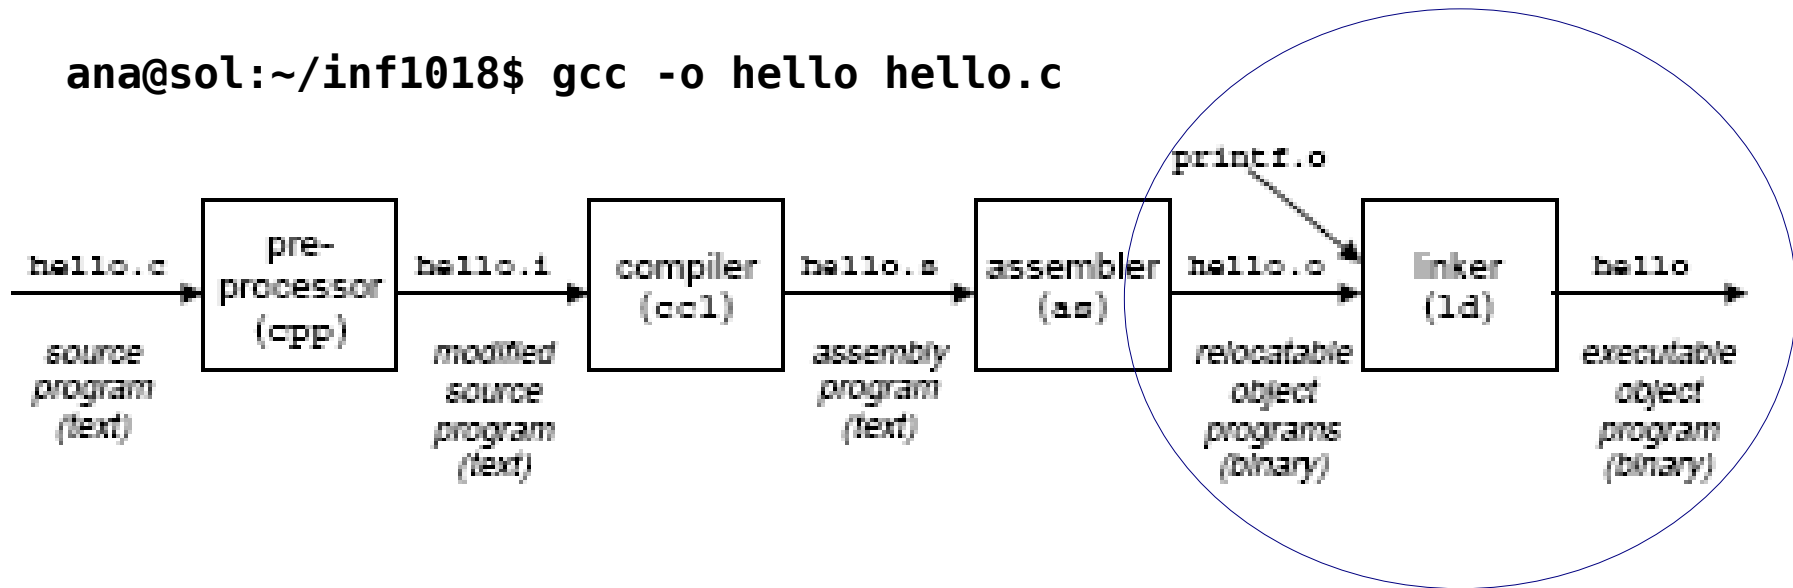 ana@sol:~/inf1018$ gcc -o hello hello.c
printf.o
hello.c
pre-
processor
(cpp)
hello.i
compiler
(cc1)
hello.s
assembler
(as)
hello.o
linker
(ld)
hello
source
program
(text)
modified
source
program
(text)
assembly
program
(text)
relocatable
object
programs
(binary)
executable
object
program
(binary)